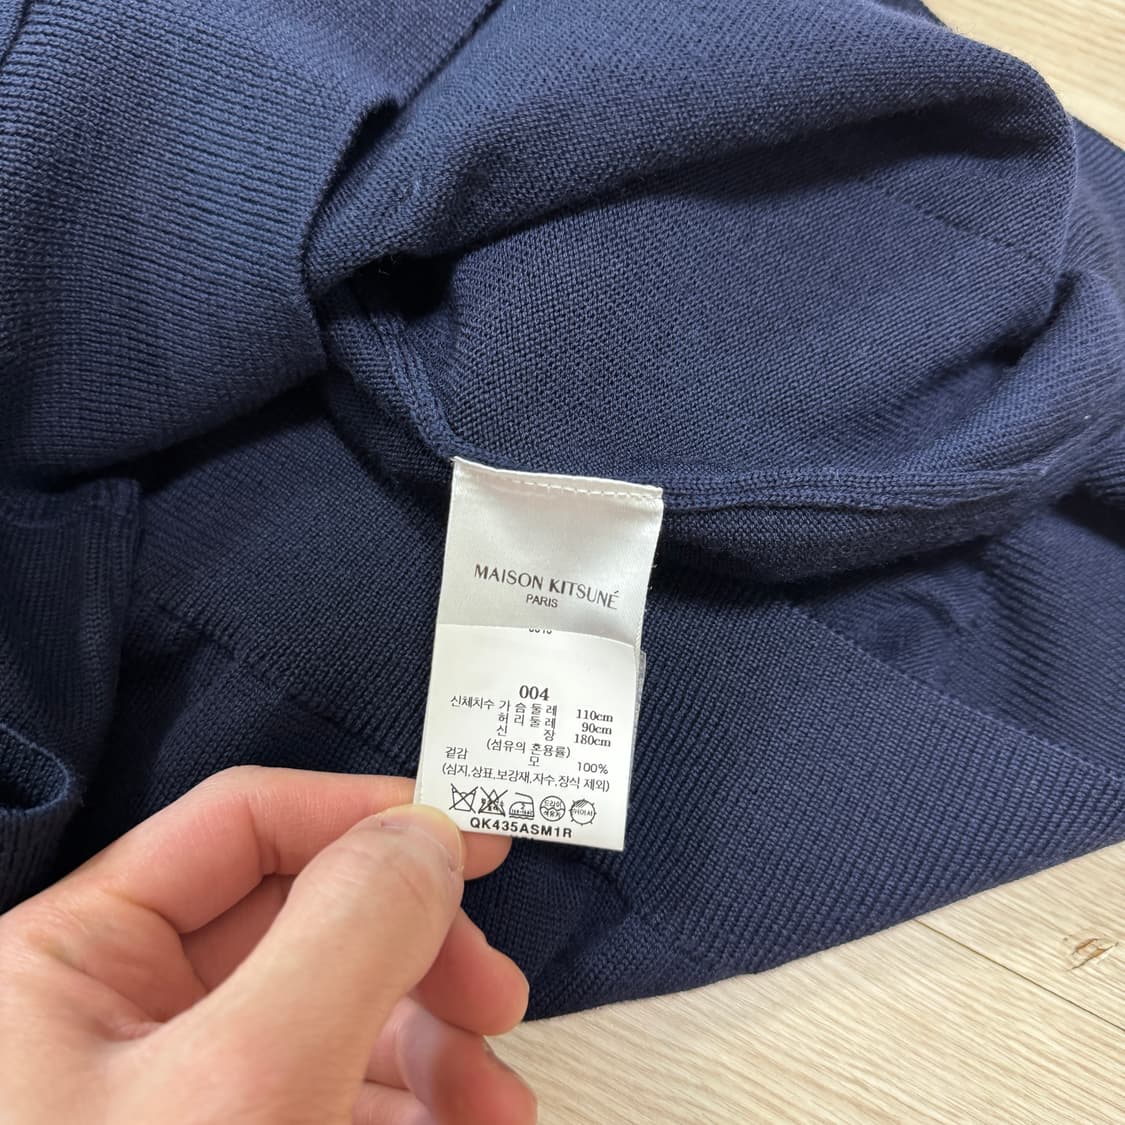 MAISON KITSUNÉ
PARIS
004
신체치수 가 슴 둘 레 110cm
허 리 둘 레 90cm
신 장 180cm
(섬유의 혼용률)
겉감 모 100%
(심지,상표,보강재,자수,장식 제외)
QK435ASM1R